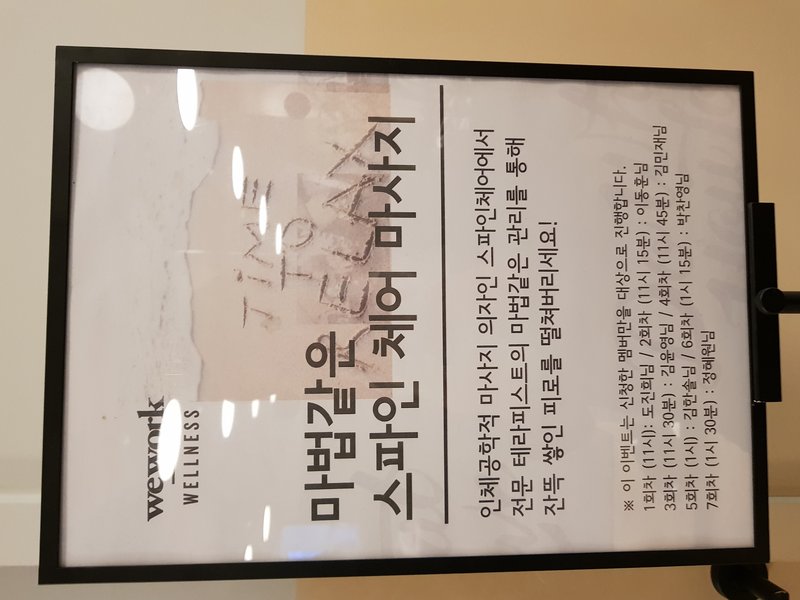 wework
WELLNESS
TIME
TO
RELAX
마법같은
스파인 체어 마사지
인체공학적 마사지 의자인 스파인체어에서
전문 테라피스트의 마법같은 관리를 통해
잔뜩 쌓인 피로를 떨쳐버리세요!
※ 이 이벤트는 신청한 멤버만을 대상으로 진행합니다.
1회차 (11시): 도진희님 / 2회차 (11시 15분) : 이동훈님
3회차 (11시 30분) : 김윤영님 / 4회차 (11시 45분) : 김민재님
5회차 (1시) : 김한솔님 / 6회차 (1시 15분) : 박찬영님
7회차 (1시 30분) : 정혜원님